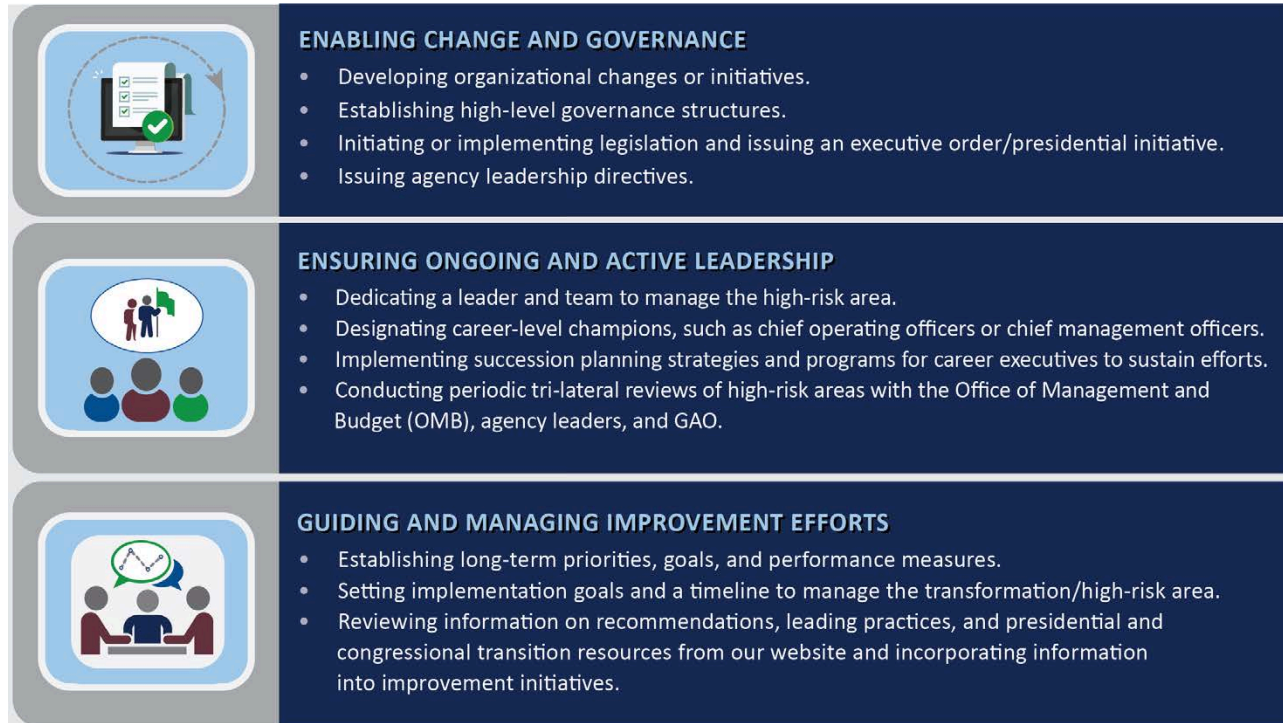 ENABLING CHANGE AND GOVERNANCE
• Developing organizational changes or initiatives.
• Establishing high-level governance structures.
• Initiating or implementing legislation and issuing an executive order/presidential initiative.
• Issuing agency leadership directives.
ENSURING ONGOING AND ACTIVE LEADERSHIP
• Dedicating a leader and team to manage the high-risk area.
• Designating career-level champions, such as chief operating officers or chief management officers.
• Implementing succession planning strategies and programs for career executives to sustain efforts.
• Conducting periodic tri-lateral reviews of high-risk areas with the Office of Management and
Budget (OMB), agency leaders, and GAO.
GUIDING AND MANAGING IMPROVEMENT EFFORTS
• Establishing long-term priorities, goals, and performance measures.
• Setting implementation goals and a timeline to manage the transformation/high-risk area.
• Reviewing information on recommendations, leading practices, and presidential and
congressional transition resources from our website and incorporating information
into improvement initiatives.